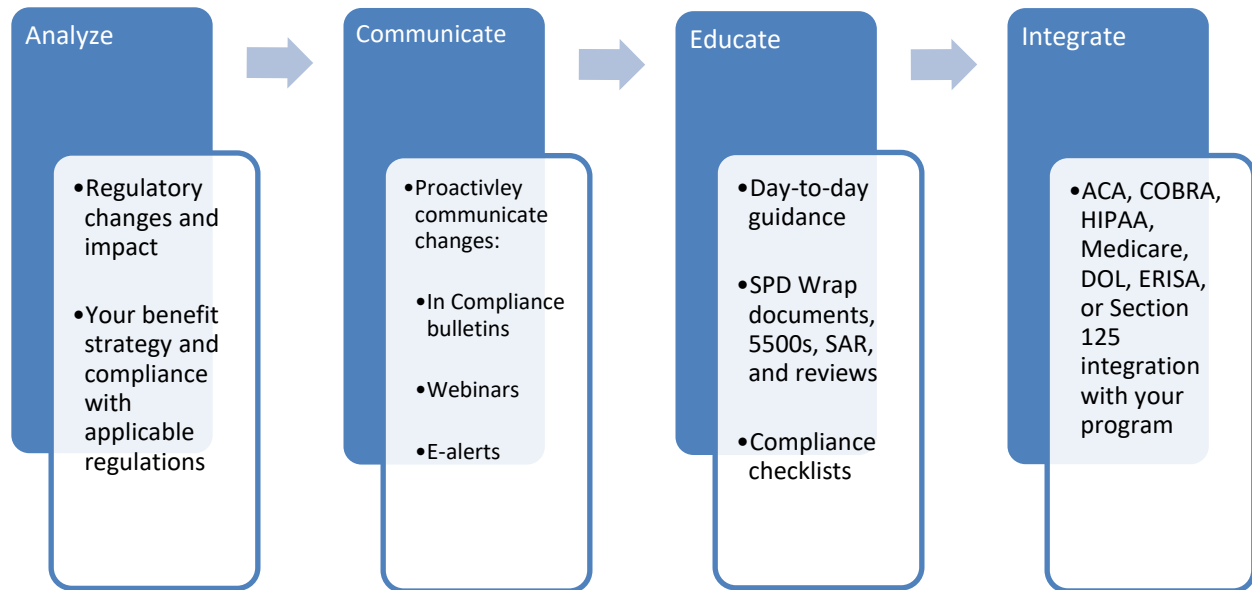 Analyze
•Regulatory
changes and
impact
•Your benefit
strategy and
compliance
with
applicable
regulations
Communicate
•Proactivley
communicate
changes:
•In Compliance
bulletins
•Webinars
•E-alerts
Educate
•Day-to-day
guidance
•SPD Wrap
documents,
5500s, SAR,
and reviews
•Compliance
checklists
Integrate
•ACA, COBRA,
HIPAA,
Medicare,
DOL, ERISA,
or Section
125
integration
with your
program